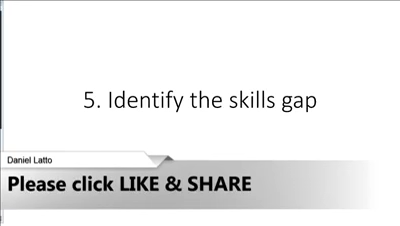 5. Identify the skills gap
Daniel Latto
Please click LIKE & SHARE